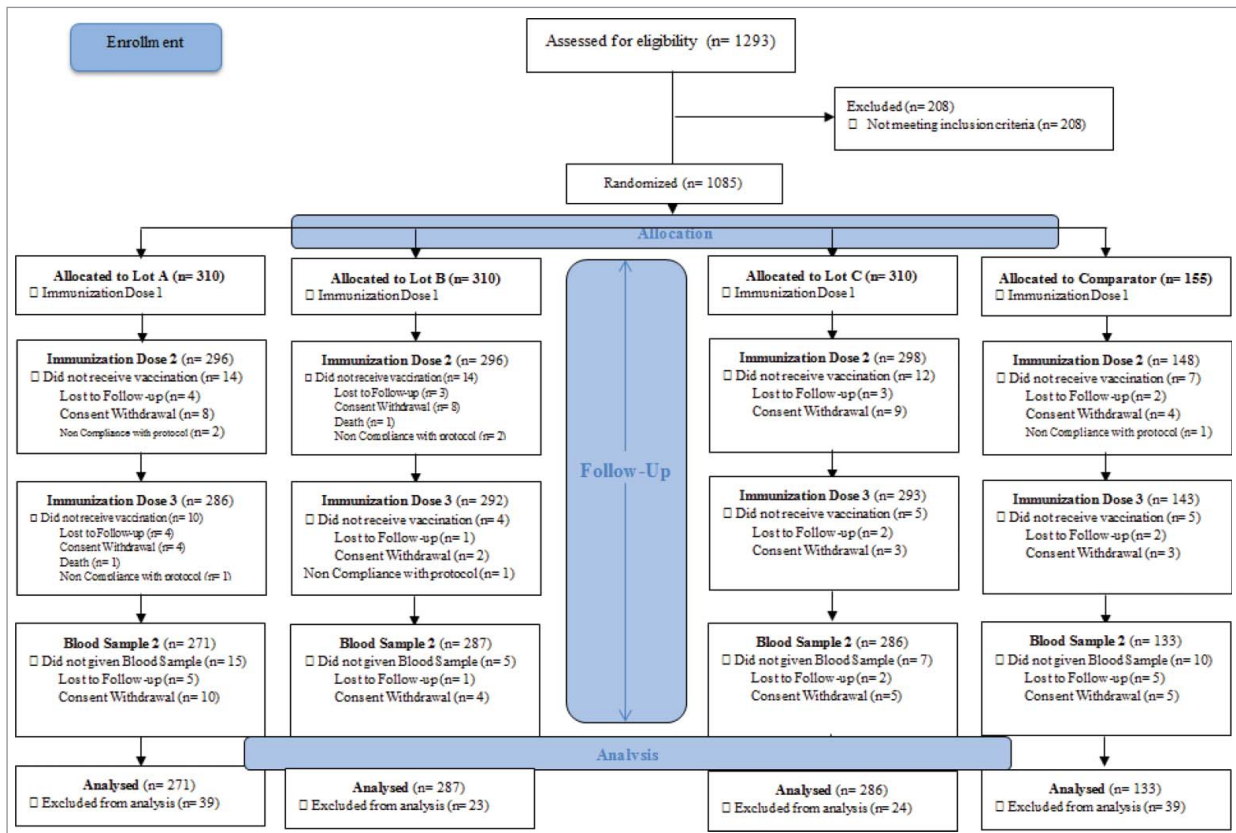 Enrollment
Assessed for eligibility (n= 1293)
Excluded (n= 208)
Not meeting inclusion criteria (n= 208)
Randomized (n= 1085)
Allocation
Allocated to Lot A (n= 310)
Immunization Dose 1
Allocated to Lot B (n= 310)
Immunization Dose 1
Allocated to Lot C (n= 310)
Immunization Dose 1
Allocated to Comparator (n= 155)
Immunization Dose 1
Follow-Up
Immunization Dose 2 (n= 296)
Did not receive vaccination (n= 14)
Lost to Follow-up (n= 4)
Consent Withdrawal (n= 8)
Non Compliance with protocol (n= 2)
Immunization Dose 2 (n= 296)
Did not receive vaccination (n= 14)
Lost to Follow-up (n= 3)
Consent Withdrawal (n= 8)
Death (n= 1)
Non Compliance with protocol (n= 2)
Immunization Dose 2 (n= 298)
Did not receive vaccination (n= 12)
Lost to Follow-up (n= 3)
Consent Withdrawal (n= 9)
Immunization Dose 2 (n= 148)
Did not receive vaccination (n= 7)
Lost to Follow-up (n= 2)
Consent Withdrawal (n= 4)
Non Compliance with protocol (n= 1)
Immunization Dose 3 (n= 286)
Did not receive vaccination (n= 10)
Lost to Follow-up (n= 4)
Consent Withdrawal (n= 4)
Death (n= 1)
Non Compliance with protocol (n= 1)
Immunization Dose 3 (n= 292)
Did not receive vaccination (n= 4)
Lost to Follow-up (n= 1)
Consent Withdrawal (n= 2)
Non Compliance with protocol (n= 1)
Immunization Dose 3 (n= 293)
Did not receive vaccination (n= 5)
Lost to Follow-up (n= 2)
Consent Withdrawal (n= 3)
Immunization Dose 3 (n= 143)
Did not receive vaccination (n= 5)
Lost to Follow-up (n= 2)
Consent Withdrawal (n= 3)
Blood Sample 2 (n= 271)
Did not given Blood Sample (n= 15)
Lost to Follow-up (n= 5)
Consent Withdrawal (n= 10)
Blood Sample 2 (n= 287)
Did not given Blood Sample (n= 5)
Lost to Follow-up (n= 1)
Consent Withdrawal (n= 4)
Blood Sample 2 (n= 286)
Did not given Blood Sample (n= 7)
Lost to Follow-up (n= 2)
Consent Withdrawal (n=5)
Blood Sample 2 (n= 133)
Did not given Blood Sample (n= 10)
Lost to Follow-up (n= 5)
Consent Withdrawal (n= 5)
Analysis
Analysed (n= 271)
Excluded from analysis (n= 39)
Analysed (n= 287)
Excluded from analysis (n= 23)
Analysed (n= 286)
Excluded from analysis (n= 24)
Analysed (n= 133)
Excluded from analysis (n= 39)